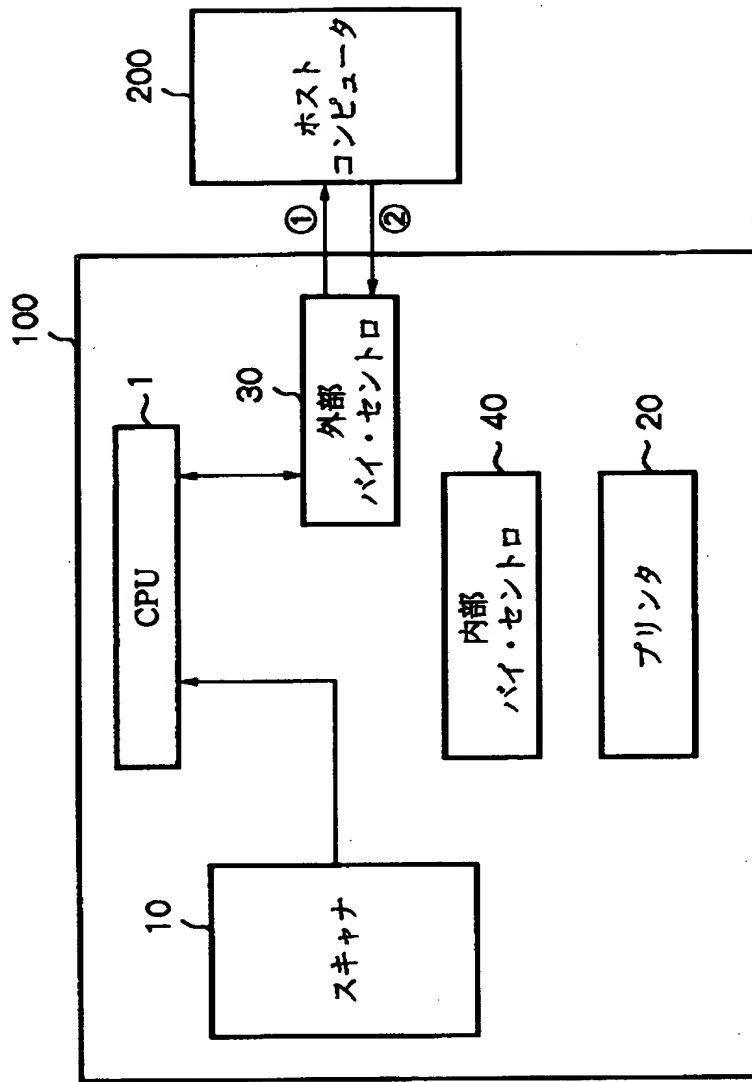 100
CPU
1
10
スキャナ
30
外部
バイ・セントロ
①
②
200
ホスト
コンピュータ
内部
バイ・セントロ
40
プリンタ
20